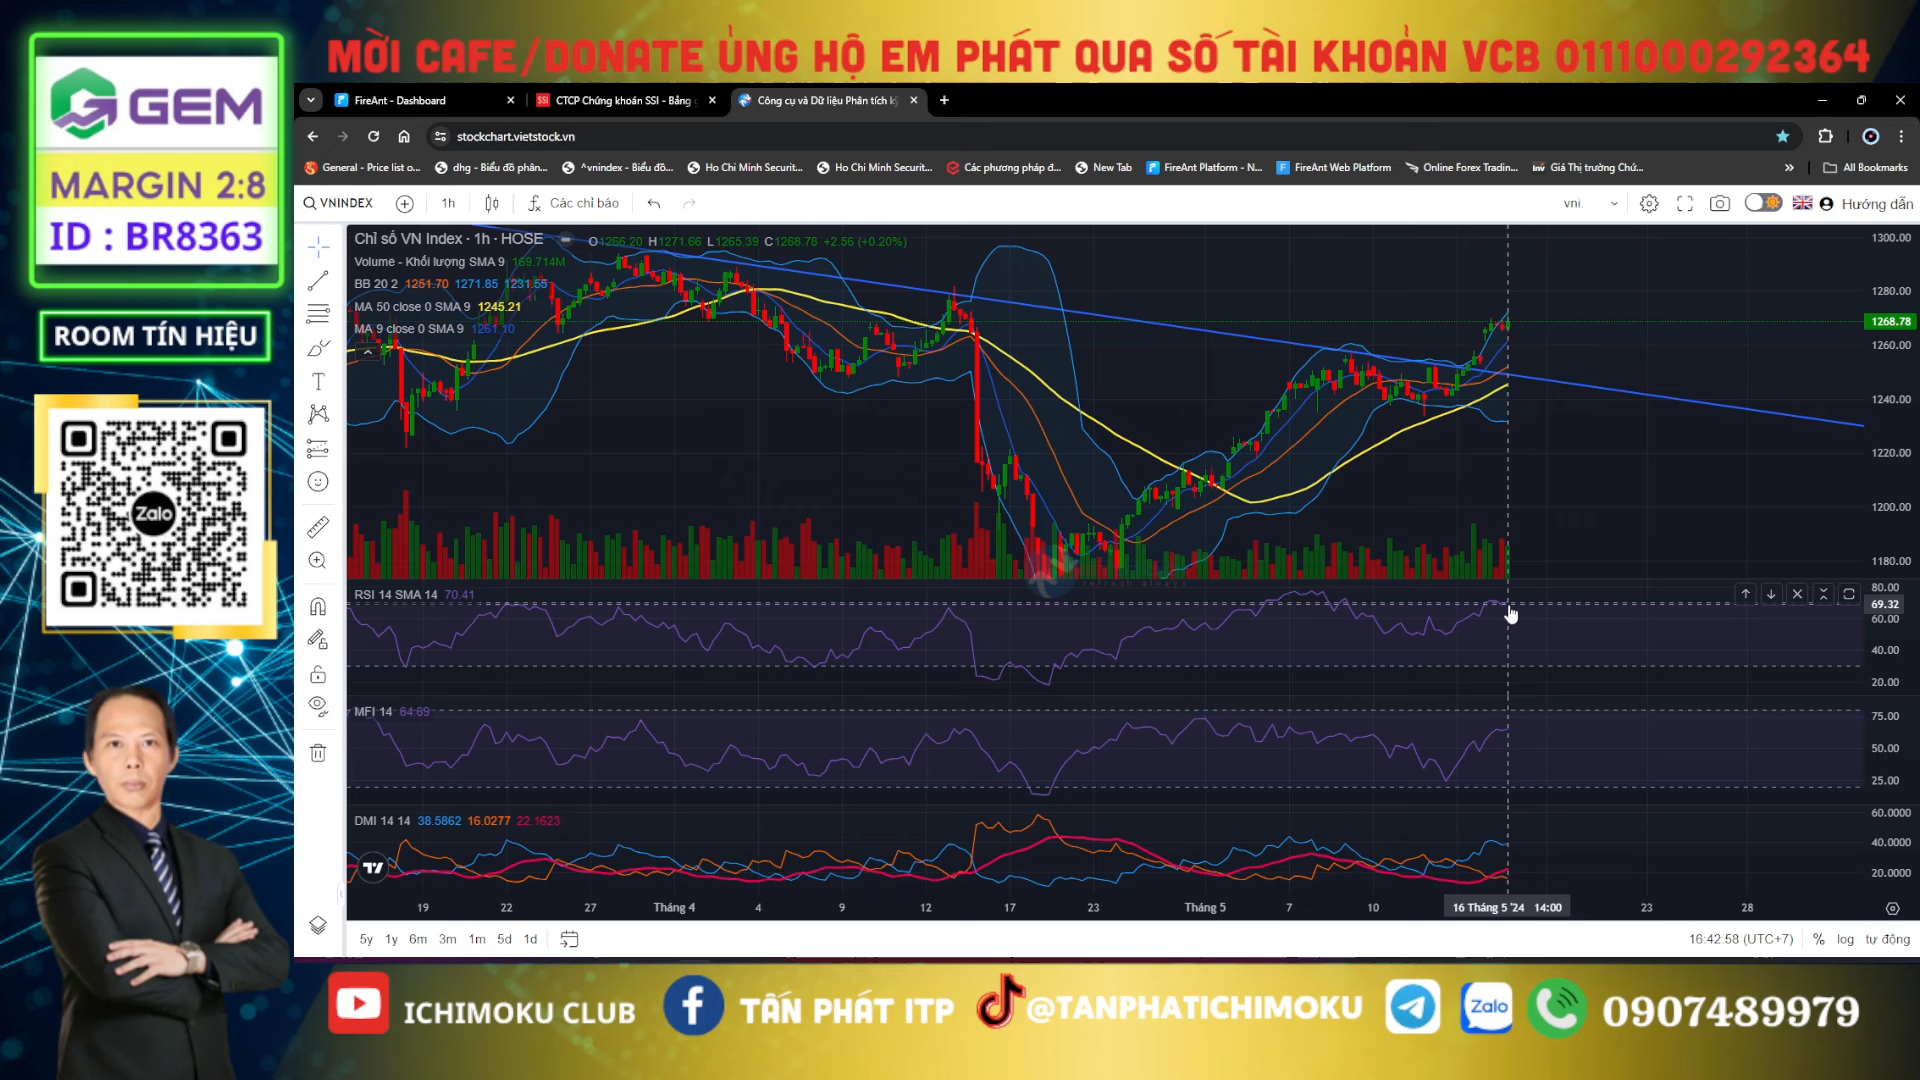 MỜI CAFE/DONATE ỦNG HỘ EM PHÁT QUA SỐ TÀI KHOẢN VCB 0111000292364
GEM
MARGIN 2:8
ID : BR8363
ROOM TÍN HIỆU
Zalo
FireAnt - Dashboard
CTCP Chứng khoán SSI - Bảng g
Công cụ và Dữ liệu Phân tích kỹ
stockchart.vietstock.vn
General - Price list o...
dhg - Biểu đồ phân...
^vnindex - Biểu đồ...
Ho Chi Minh Securit...
Ho Chi Minh Securit...
Các phương pháp đ...
New Tab
FireAnt Platform - N...
FireAnt Web Platform
Online Forex Tradin...
Inv Giá Thị trường Chứ...
All Bookmarks
VNINDEX
1h
Các chỉ báo
vni.
Hướng dẫn
Chỉ số VN Index · 1h · HOSE
O1266.20 H1271.66 L1265.39 C1268.78 +2.56 (+0.20%)
Volume - Khối lượng SMA 9 169.714M
BB 20 2 1251.70 1271.85 1231.55
MA 50 close 0 SMA 9 1245.21
MA 9 close 0 SMA 9 1261.10
1300.00
1280.00
1268.78
1260.00
1240.00
1220.00
1200.00
1180.00
RSI 14 SMA 14 70.41
80.00
69.32
60.00
40.00
20.00
MFI 14 64.69
75.00
50.00
25.00
DMI 14 14 38.5862 16.0277 22.1623
60.0000
40.0000
20.0000
19 22 27 Tháng 4 4 9 12 17 23 Tháng 5 7 10 16 Tháng 5 '24 14:00 23 28
5y 1y 6m 3m 1m 5d 1d
16:42:58 (UTC+7) % log tự động
ICHIMOKU CLUB
TẤN PHÁT ITP
@TANPHATICHIMOKU
Zalo
0907489979